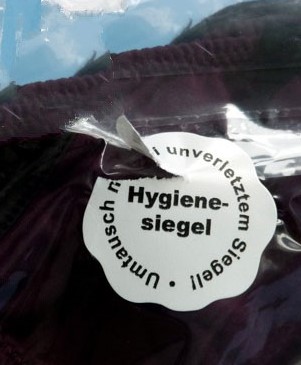 Hygiene-
siegel
Umtausch n i unverletztem Siegel! •